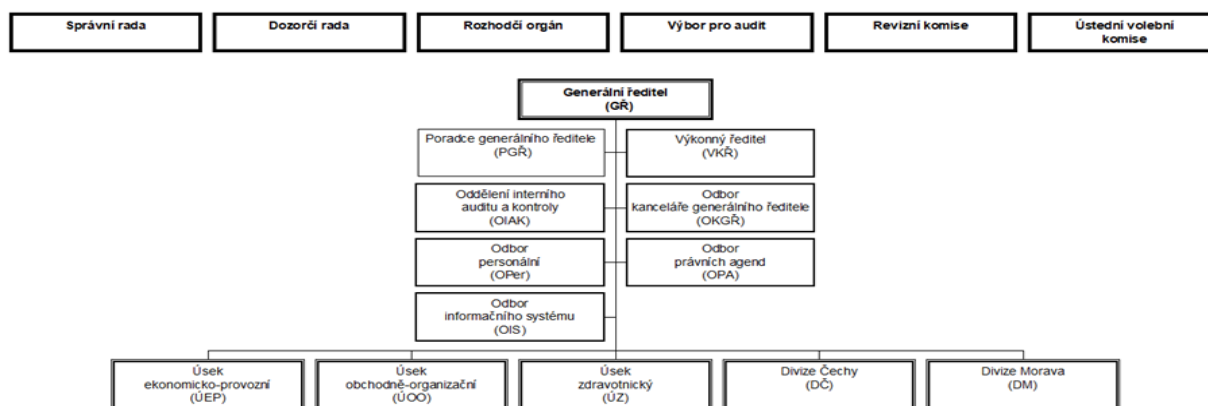 Správní rada
Dozorčí rada
Rozhodčí orgán
Výbor pro audit
Revizní komise
Ústední volební
komise
Generální ředitel
(GŘ)
Poradce generálního ředitele
(PGŘ)
Výkonný ředitel
(VKŘ)
Oddělení interního
auditu a kontroly
(OIAK)
Odbor
kanceláře generálního ředitele
(OKGŘ)
Odbor
personální
(OPer)
Odbor
právních agend
(OPA)
Odbor
informačního systému
(OIS)
Úsek
ekonomicko-provozní
(ÚEP)
Úsek
obchodně-organizační
(ÚOO)
Úsek
zdravotnický
(ÚZ)
Divize Čechy
(DČ)
Divize Morava
(DM)